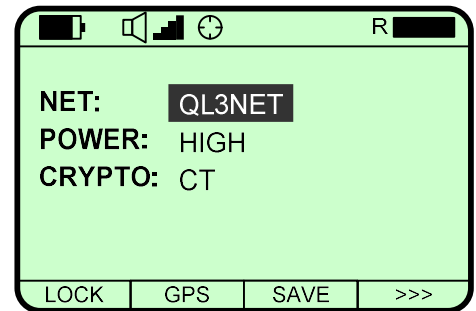 R
NET: QL3NET
POWER: HIGH
CRYPTO: CT
LOCK GPS SAVE >>>